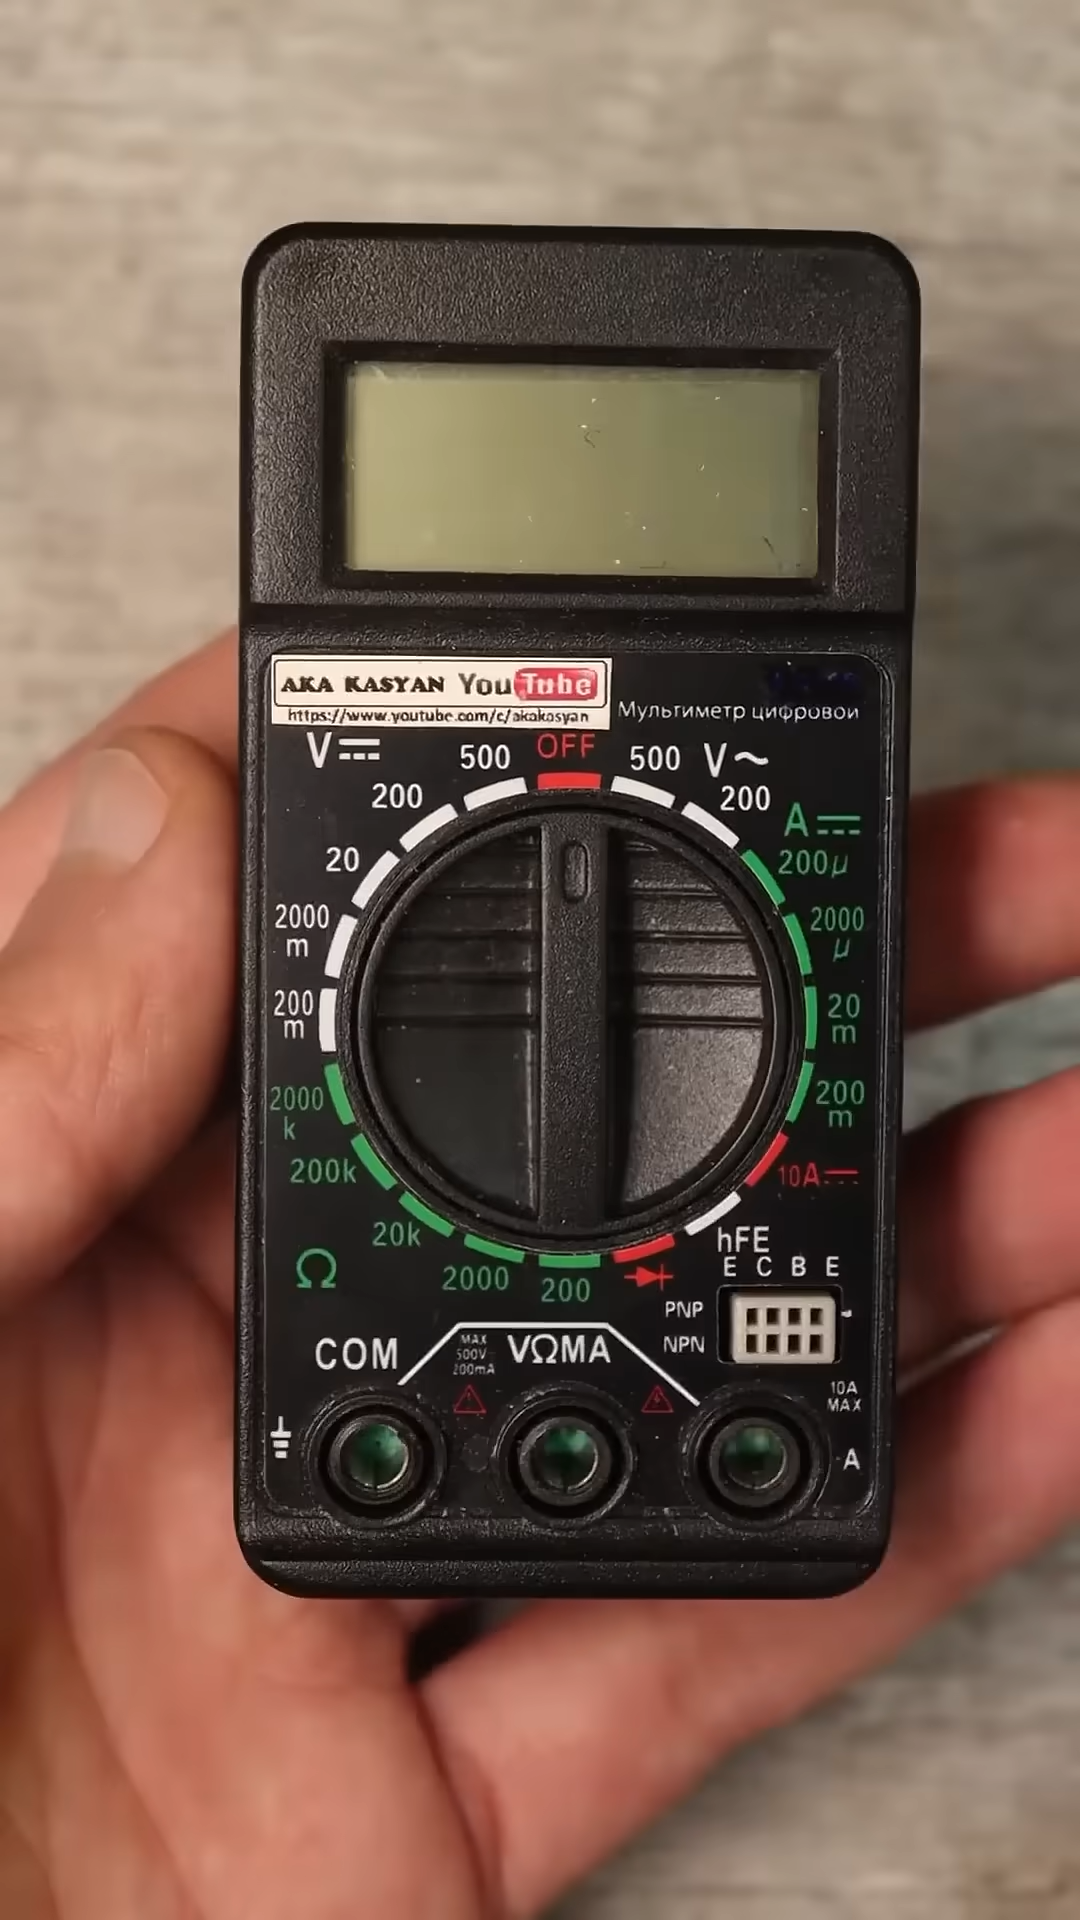 AKA KASYAN YouTube
https://www.youtube.com/c/akakasyan
Мультиметр цифровой
V 500 OFF 500 V~
200 200
A
20 200µ
2000 m 2000 µ
200 m 20 m
2000 k 200 m
200k 10A
20k hFE
Ω 2000 200 E C B E
PNP
NPN
COM MAX 500V 200mA VΩMA
10A MAX
A